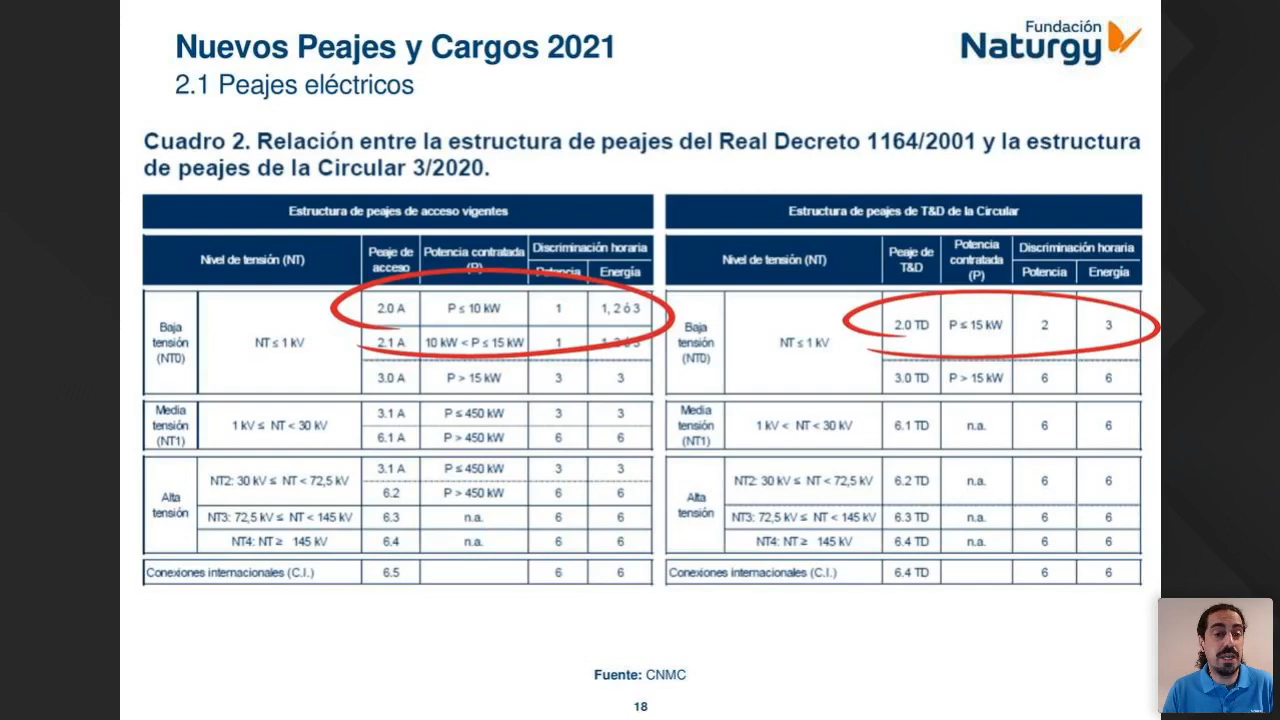 Nuevos Peajes y Cargos 2021
2.1 Peajes eléctricos
Fundación
Naturgy
Cuadro 2. Relación entre la estructura de peajes del Real Decreto 1164/2001 y la estructura
de peajes de la Circular 3/2020.
Estructura de peajes de acceso vigentes
Nivel de tensión (NT) Peaje de acceso Potencia contratada (P) Discriminación horaria
Potencia Energía
Baja tensión (NT0) NT ≤ 1 kV 2.0 A P ≤ 10 kW 1 1, 2 ó 3
2.1 A 10 kW < P ≤ 15 kW 1 1, 2 ó 3
3.0 A P > 15 kW 3 3
Media tensión (NT1) 1 kV ≤ NT < 30 kV 3.1 A P ≤ 450 kW 3 3
6.1 A P > 450 kW 6 6
Alta tensión NT2: 30 kV ≤ NT < 72,5 kV 3.1 A P ≤ 450 kW 3 3
6.2 P > 450 kW 6 6
NT3: 72,5 kV ≤ NT < 145 kV 6.3 n.a. 6 6
NT4: NT ≥ 145 kV 6.4 n.a. 6 6
Conexiones internacionales (C.I.) 6.5 6 6
Estructura de peajes de T&D de la Circular
Nivel de tensión (NT) Peaje de T&D Potencia contratada (P) Discriminación horaria
Potencia Energía
Baja tensión (NT0) NT ≤ 1 kV 2.0 TD P ≤ 15 kW 2 3
3.0 TD P > 15 kW 6 6
Media tensión (NT1) 1 kV < NT < 30 kV 6.1 TD n.a. 6 6
Alta tensión NT2: 30 kV ≤ NT < 72,5 kV 6.2 TD n.a. 6 6
NT3: 72,5 kV ≤ NT < 145 kV 6.3 TD n.a. 6 6
NT4: NT ≥ 145 kV 6.4 TD n.a. 6 6
Conexiones internacionales (C.I.) 6.4 TD 6 6
Fuente: CNMC
18